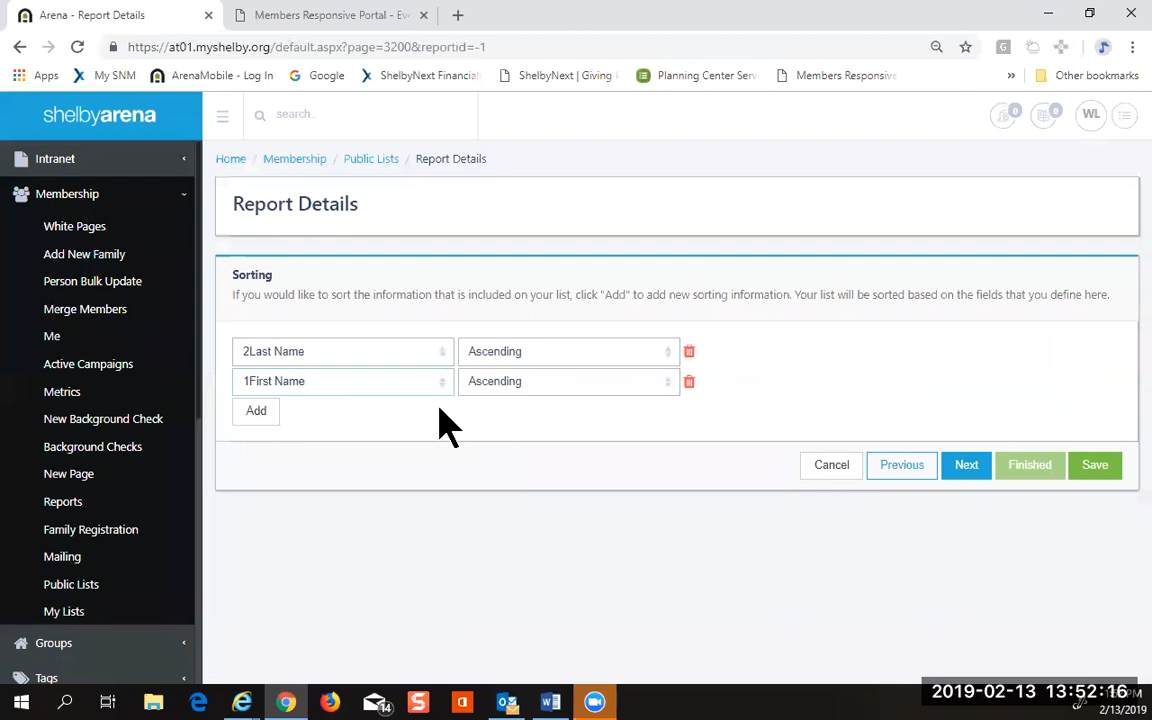 Arena - Report Details
Members Responsive Portal - Ev
https://at01.myshelby.org/default.aspx?page=3200&reportid=-1
Apps
My SNM
ArenaMobile - Log In
Google
ShelbyNext Financia
ShelbyNext | Giving
Planning Center Serv
Members Responsive
Other bookmarks
shelbyarena
search..
0
0
WL
Intranet
Membership
White Pages
Add New Family
Person Bulk Update
Merge Members
Me
Active Campaigns
Metrics
New Background Check
Background Checks
New Page
Reports
Family Registration
Mailing
Public Lists
My Lists
Groups
Tags
Home / Membership / Public Lists / Report Details
Report Details
Sorting
If you would like to sort the information that is included on your list, click "Add" to add new sorting information. Your list will be sorted based on the fields that you define here.
2Last Name
Ascending
1First Name
Ascending
Add
Cancel
Previous
Next
Finished
Save
14
2019-02-13 13:52:16
PM
2/13/2019